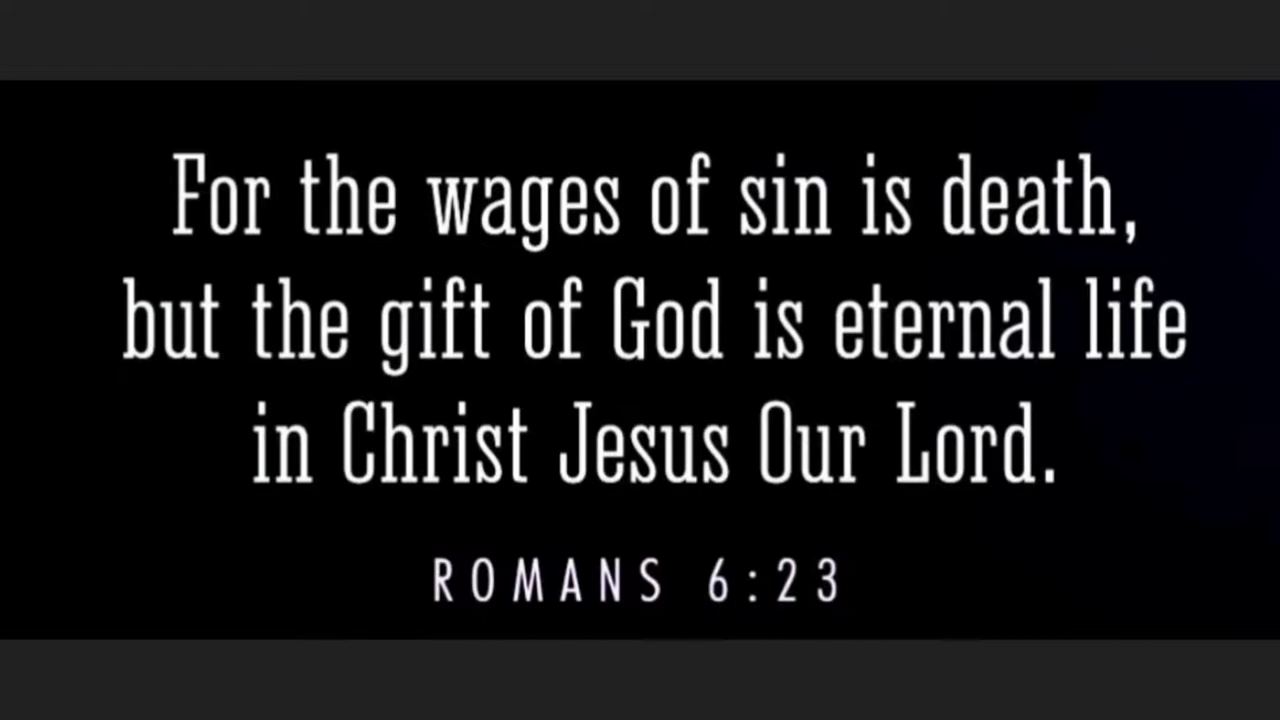 For the wages of sin is death,
but the gift of God is eternal life
in Christ Jesus Our Lord.
ROMANS 6:23